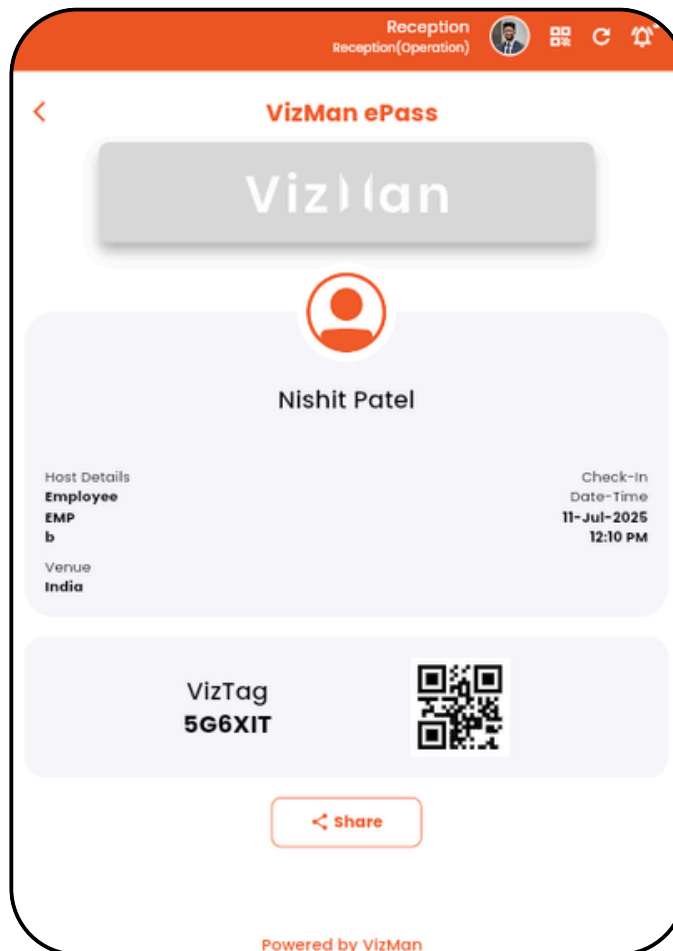 Reception
Reception(Operation)
VizMan ePass
VizMan
Nishit Patel
Host Details
Employee
EMP
b
Venue
India
Check-In
Date-Time
11-Jul-2025
12:10 PM
VizTag
5G6XIT
Share
Powered by VizMan